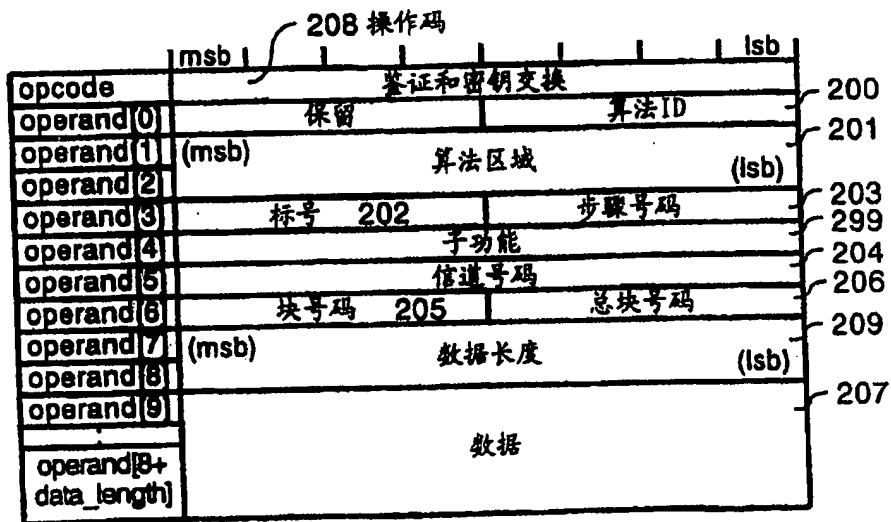 208 操作码
msb lsb
opcode 鉴证和密钥交换
operand[0] 保留 算法ID 200
operand[1] (msb) 算法区域 (lsb) 201
operand[2]
operand[3] 标号 202 步骤号码 203
operand[4] 子功能 299
operand[5] 信道号码 204
operand[6] 块号码 205 总块号码 206
operand[7] (msb) 数据长度 (lsb) 209
operand[8]
operand[9] 数据 207
operand[8+
data_length]